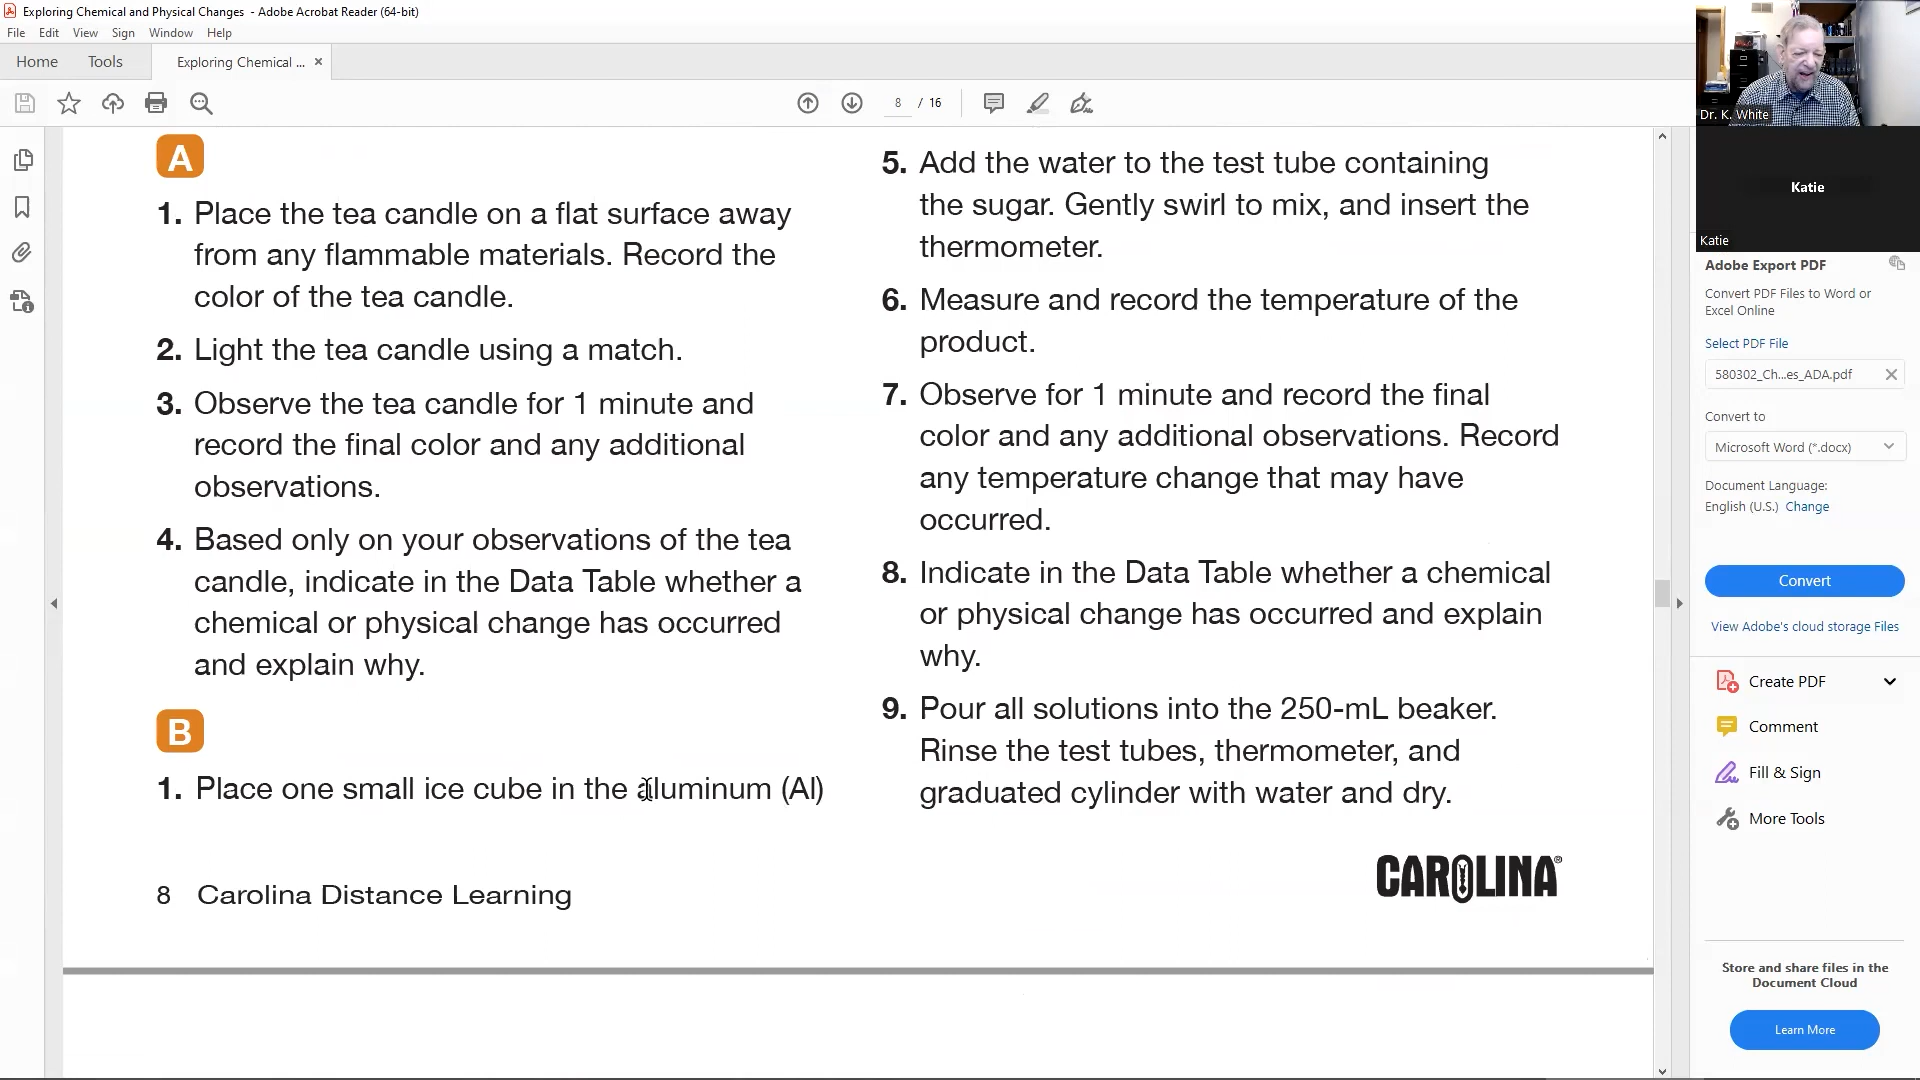 Exploring Chemical and Physical Changes - Adobe Acrobat Reader (64-bit)
File Edit View Sign Window Help
Home Tools Exploring Chemical ... ×
8 / 16
A
1. Place the tea candle on a flat surface away
from any flammable materials. Record the
color of the tea candle.
2. Light the tea candle using a match.
3. Observe the tea candle for 1 minute and
record the final color and any additional
observations.
4. Based only on your observations of the tea
candle, indicate in the Data Table whether a
chemical or physical change has occurred
and explain why.
B
1. Place one small ice cube in the aluminum (Al)
5. Add the water to the test tube containing
the sugar. Gently swirl to mix, and insert the
thermometer.
6. Measure and record the temperature of the
product.
7. Observe for 1 minute and record the final
color and any additional observations. Record
any temperature change that may have
occurred.
8. Indicate in the Data Table whether a chemical
or physical change has occurred and explain
why.
9. Pour all solutions into the 250-mL beaker.
Rinse the test tubes, thermometer, and
graduated cylinder with water and dry.
CAROLINA®
8 Carolina Distance Learning
Dr. K. White
Katie
Katie
Adobe Export PDF
Convert PDF Files to Word or
Excel Online
Select PDF File
580302_Ch...es_ADA.pdf
Convert to
Microsoft Word (*.docx)
Document Language:
English (U.S.) Change
Convert
View Adobe's cloud storage Files
Create PDF
Comment
Fill & Sign
More Tools
Store and share files in the
Document Cloud
Learn More